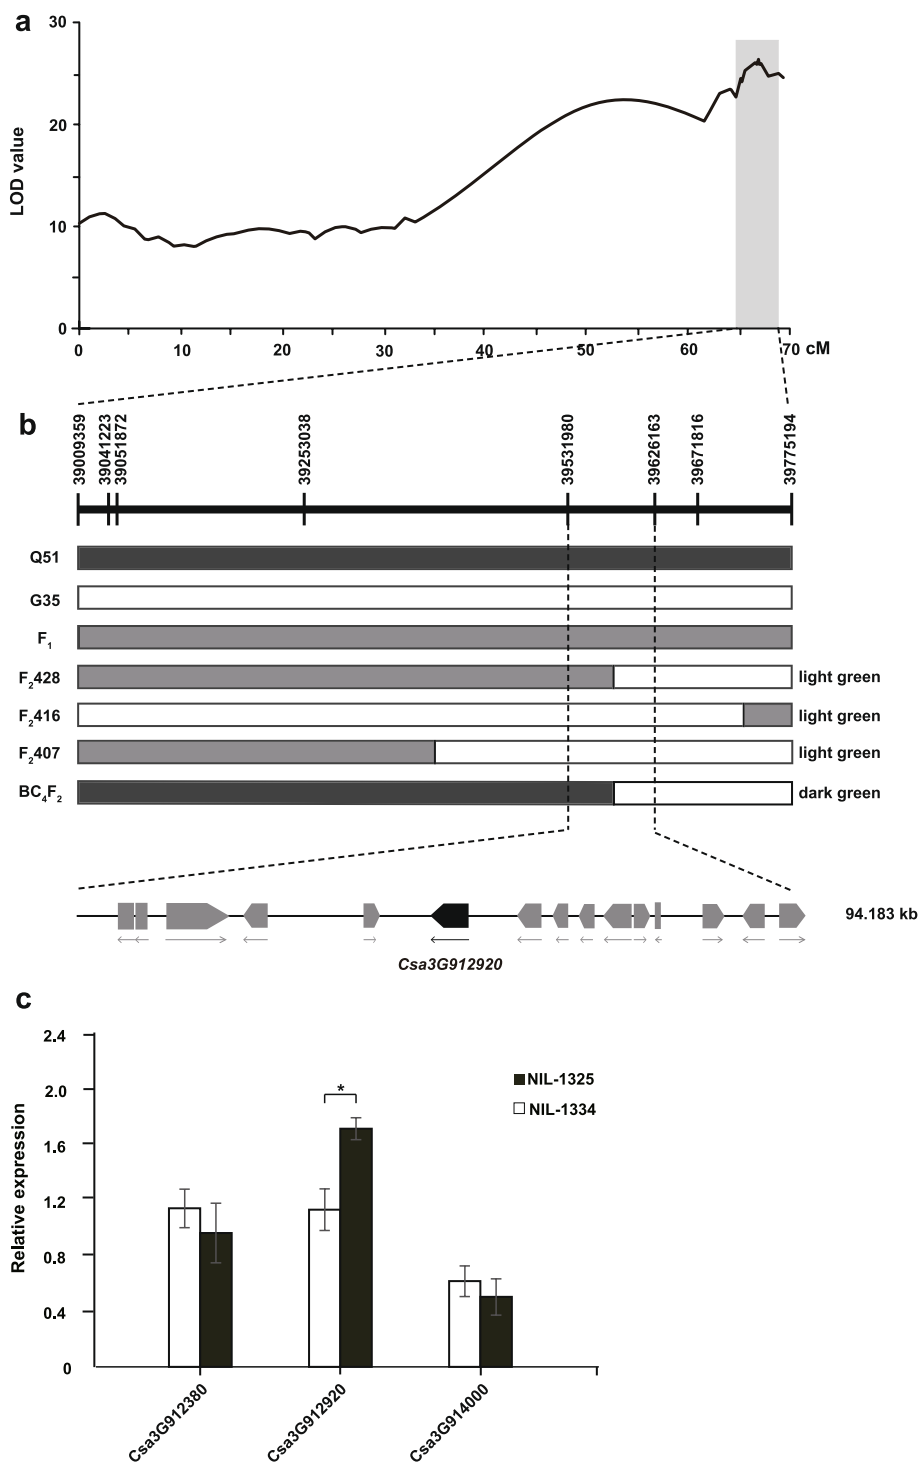 a
30
20
10
0
LOD value
0 10 20 30 40 50 60 70 cM
b
39009359
39041223
39051872
39253038
39531980
39626163
39671816
39775194
Q51
G35
F1
F2428 light green
F2416 light green
F2407 light green
BC4F2 dark green
94.183 kb
Csa3G912920
c
2.4
2.0
1.6
1.2
0.8
0.4
0
Relative expression
*
NIL-1325
NIL-1334
Csa3G912380
Csa3G912920
Csa3G914000